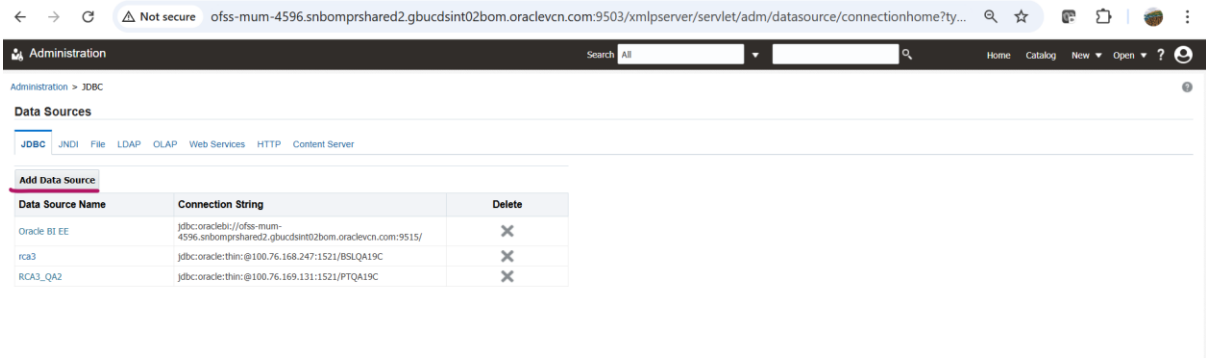 Not secure ofss-mum-4596.snbomprshared2.gbucdsint02bom.oraclevcn.com:9503/xmlpserver/servlet/adm/datasource/connectionhome?ty...
Administration Search All Home Catalog New Open ?
Administration > JDBC ?
Data Sources
JDBC JNDI File LDAP OLAP Web Services HTTP Content Server
Add Data Source
Data Source Name Connection String Delete
Oracle BI EE jdbc:oraclebi://ofss-mum-
4596.snbomprshared2.gbucdsint02bom.oraclevcn.com:9515/
rca3 jdbc:oracle:thin:@100.76.168.247:1521/BSLQA19C
RCA3_QA2 jdbc:oracle:thin:@100.76.169.131:1521/PTQA19C